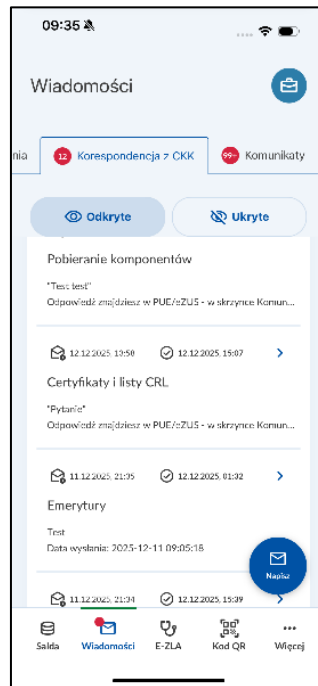 09:35
Wiadomości
nia
12 Korespondencja z CKK
99+ Komunikaty
Odkryte
Ukryte
Pobieranie komponentów
"Test test"
Odpowiedź znajdziesz w PUE/eZUS - w skrzynce Komun...
12.12.2025, 13:50
12.12.2025, 15:07
Certyfikaty i listy CRL
"Pytanie"
Odpowiedź znajdziesz w PUE/eZUS - w skrzynce Komun...
11.12.2025, 21:35
12.12.2025, 01:32
Emerytury
Test
Data wysłania: 2025-12-11 09:05:18
Napisz
11.12.2025, 21:34
12.12.2025, 15:39
Salda
Wiadomości
E-ZLA
Kod QR
Więcej